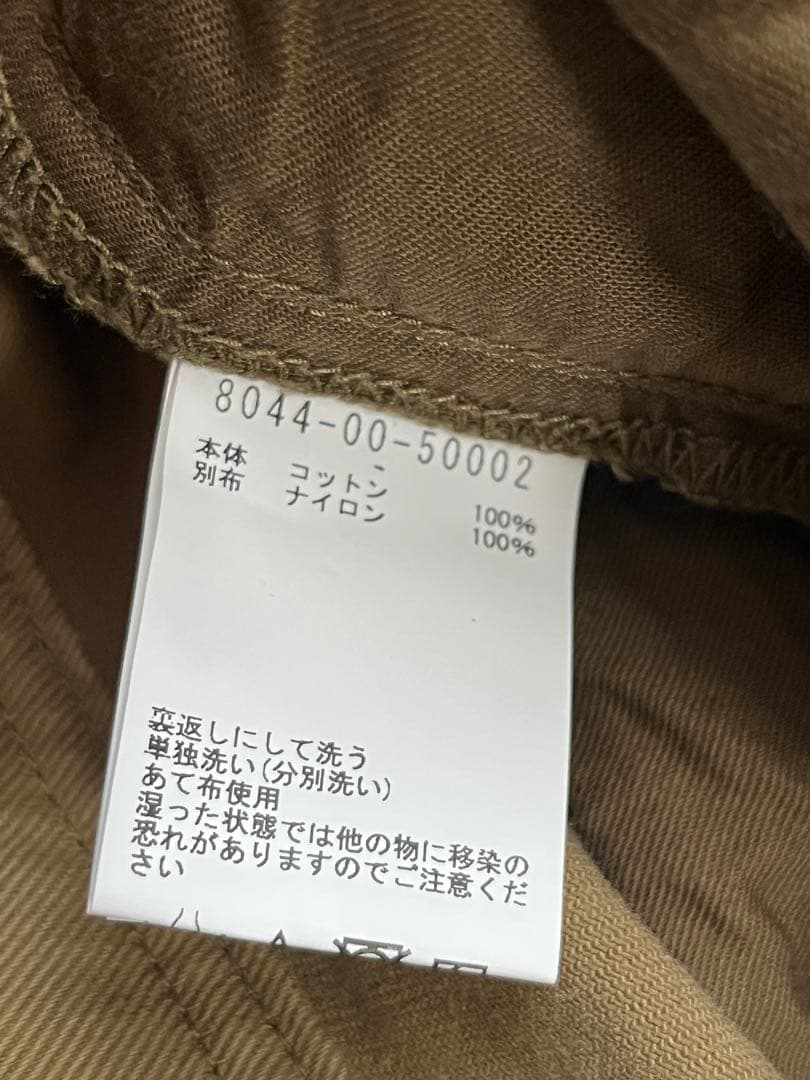 8044-00-50002
-
本体 コットン 100%
別布 ナイロン 100%
裏返しにして洗う
単独洗い(分別洗い)
あて布使用
湿った状態では他の物に移染の
恐れがありますのでご注意くだ
さい